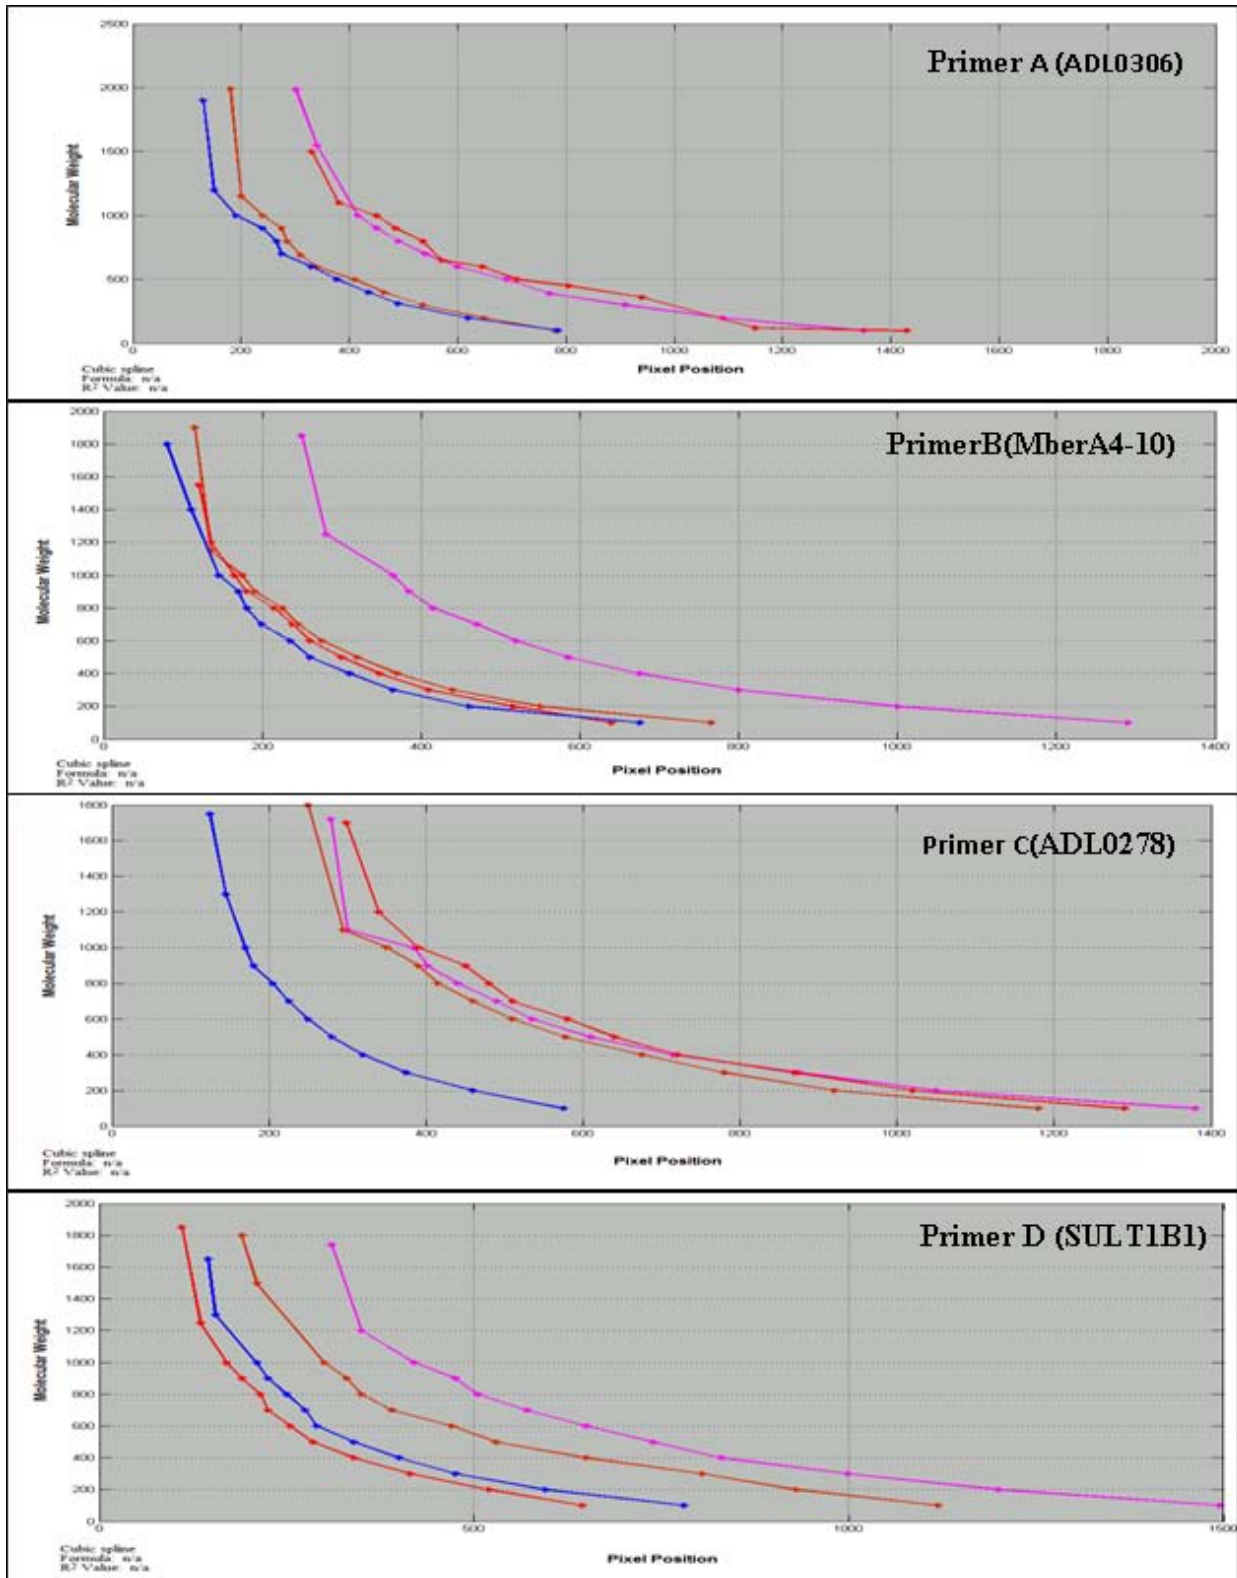 Primer A (ADL0306)
2500
2000
1500
1000
500
0
Molecular Weight
200 400 600 800 1000 1200 1400 1600 1800 2000
Pixel Position
Cubic spline
Formula: n/a
R² Value: n/a
PrimerB(MberA4-10)
2000
1800
1600
1400
1200
1000
800
600
400
200
0
Molecular Weight
0 200 400 600 800 1000 1200 1400
Pixel Position
Cubic spline
Formula: n/a
R² Value: n/a
Primer C(ADL0278)
1800
1600
1400
1200
1000
800
600
400
200
0
Molecular Weight
0 200 400 600 800 1000 1200 1400
Pixel Position
Cubic spline
Formula: n/a
R² Value: n/a
Primer D (SULT1B1)
2000
1800
1600
1400
1200
1000
800
600
400
200
0
Molecular Weight
0 500 1000 1500
Pixel Position
Cubic spline
Formula: n/a
R² Value: n/a